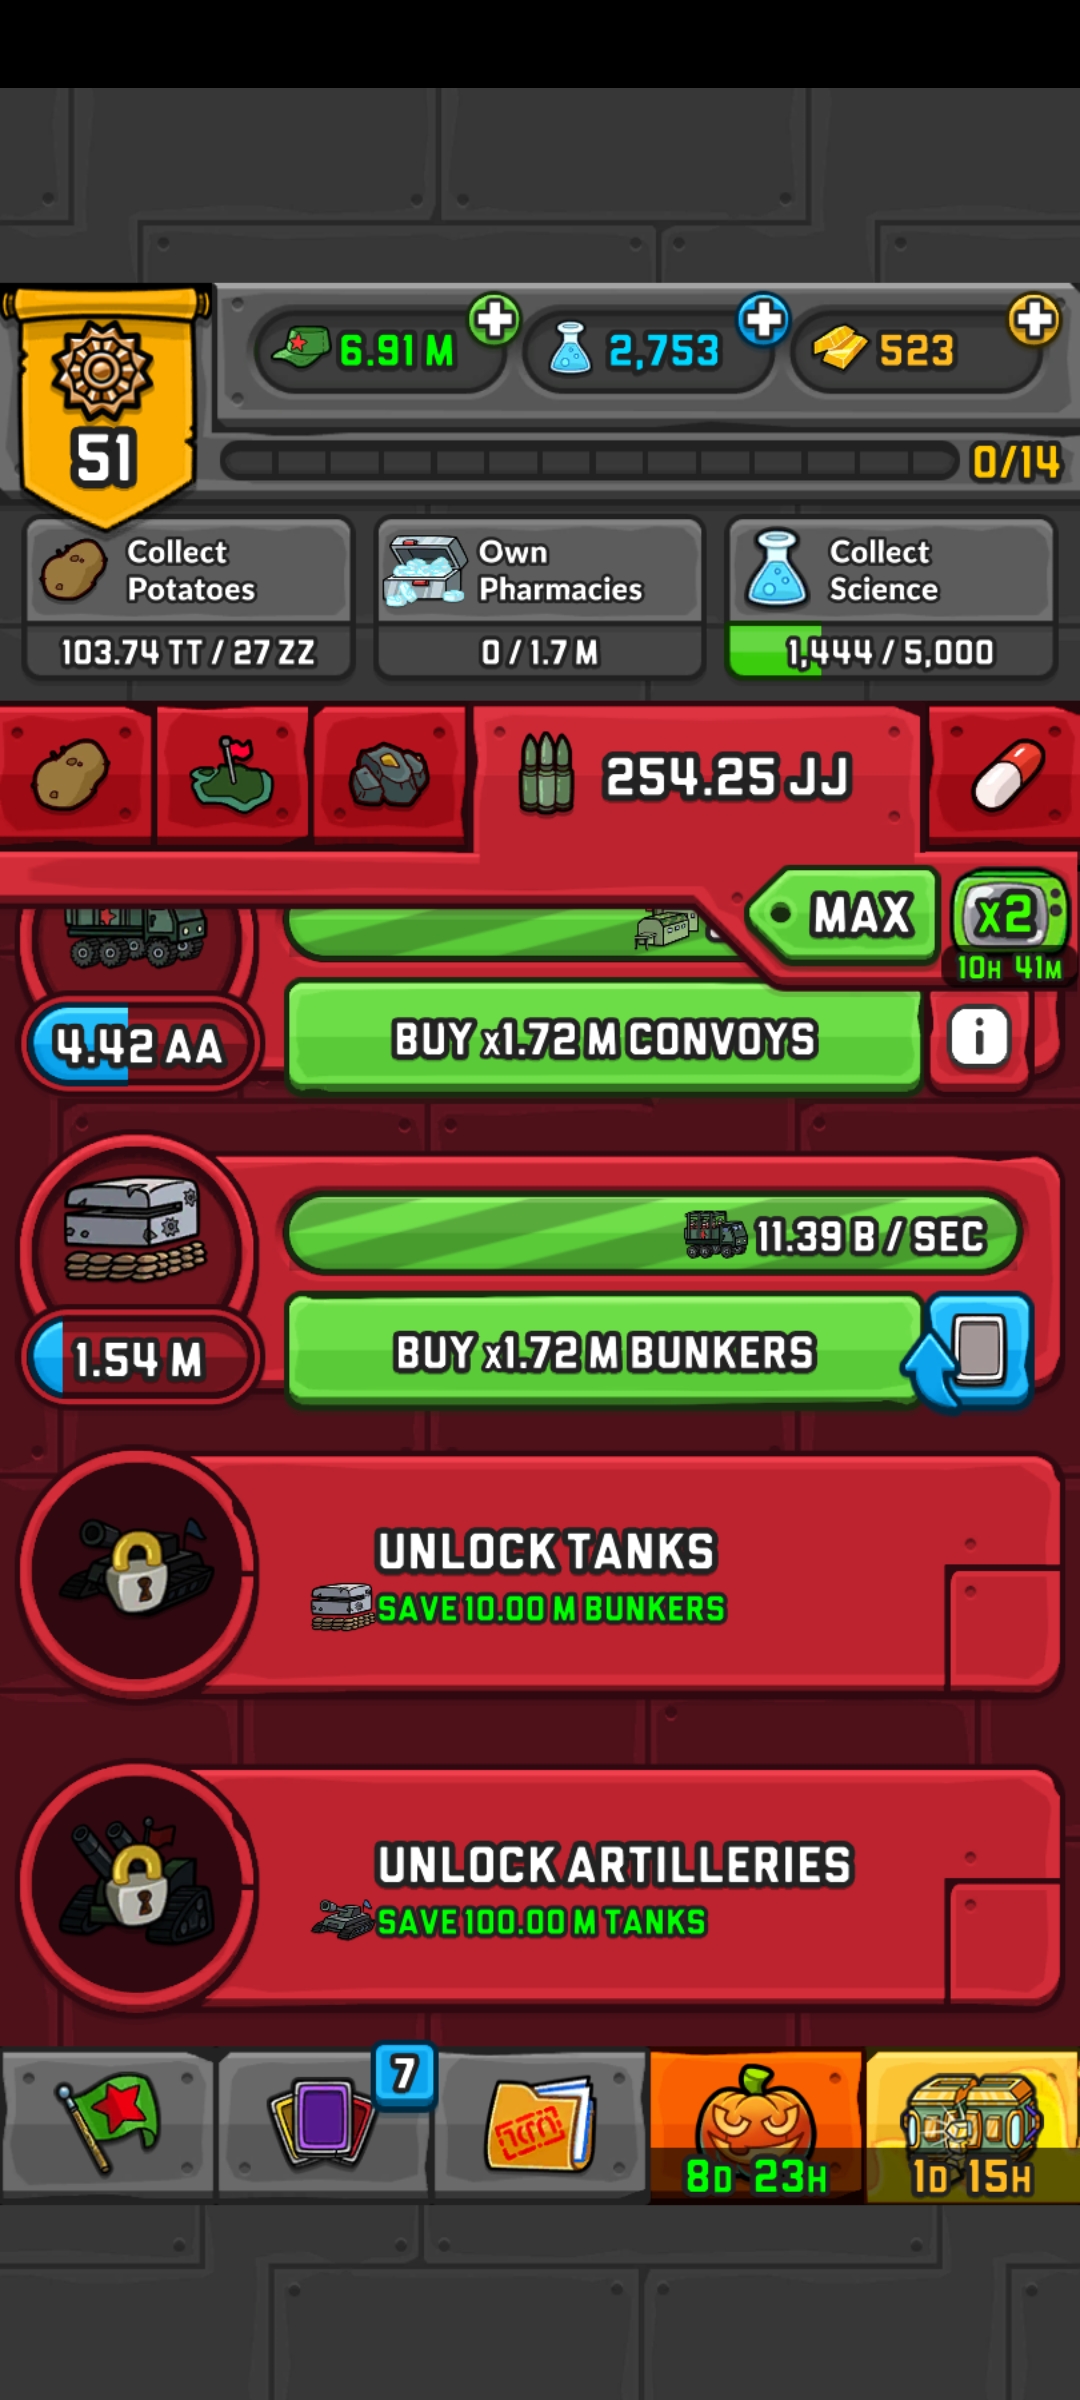 6.91 M
2,753
523
51
0/14
Collect
Potatoes
103.74 TT / 27 ZZ
Own
Pharmacies
0 / 1.7 M
Collect
Science
1,444 / 5,000
254.25 JJ
MAX
x2
10H 41M
4.42 AA
BUY x1.72 M CONVOYS
i
11.39 B / SEC
1.54 M
BUY x1.72 M BUNKERS
UNLOCK TANKS
SAVE 10.00 M BUNKERS
UNLOCK ARTILLERIES
SAVE 100.00 M TANKS
7
8D 23H
1D 15H